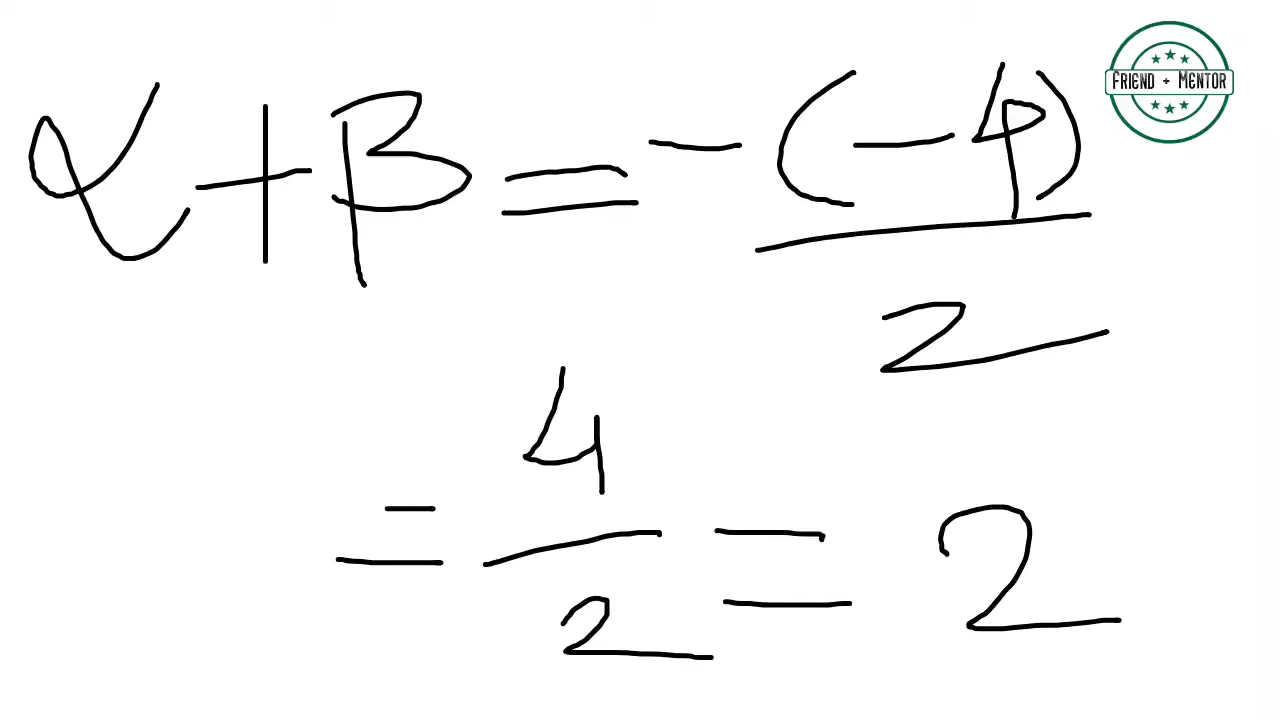 α+β = -(-4)/2
= 4/2 = 2
FRIEND + MENTOR